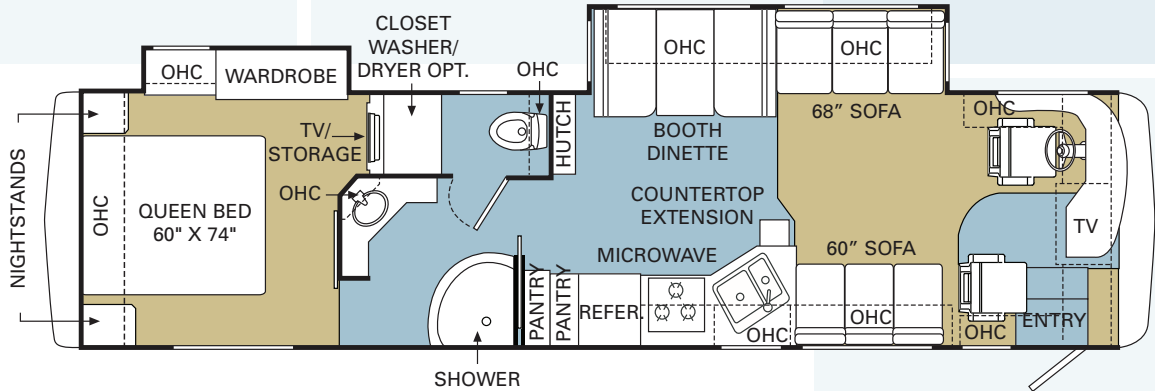 CLOSET
WASHER/
DRYER OPT.
OHC
OHC
WARDROBE
OHC
OHC
TV/
STORAGE
HUTCH
BOOTH
DINETTE
68” SOFA
OHC
NIGHTSTANDS
OHC
QUEEN BED
60" X 74"
OHC
COUNTERTOP
EXTENSION
TV
MICROWAVE
60” SOFA
PANTRY
PANTRY
REFER.
OHC
OHC
OHC
ENTRY
SHOWER